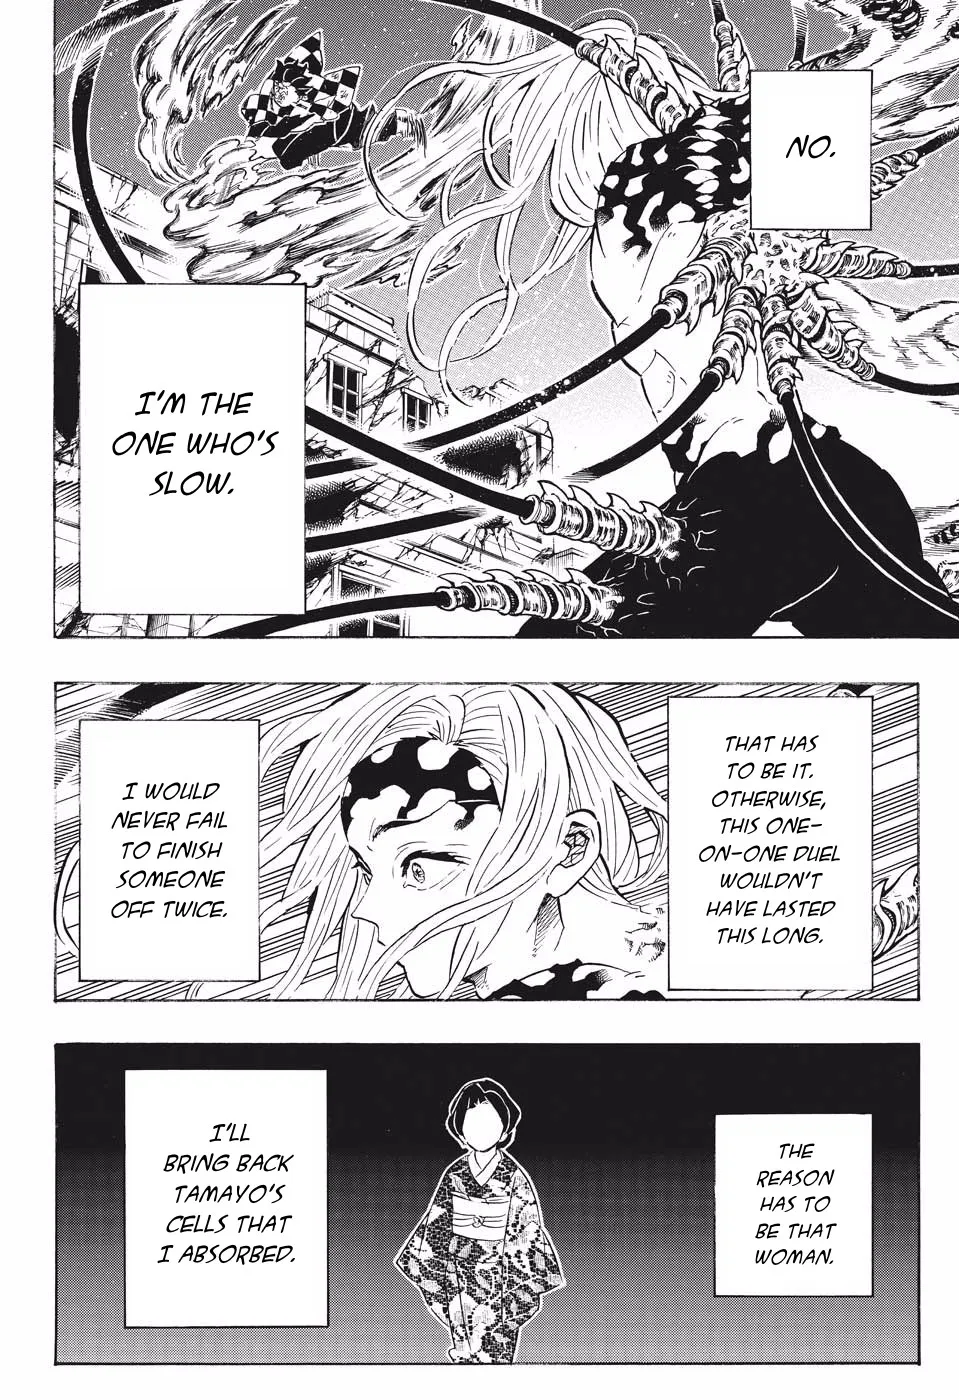 NO.
I'M THE
ONE WHO'S
SLOW.
THAT HAS
TO BE IT.
OTHERWISE,
THIS ONE-
ON-ONE DUEL
WOULDN'T
HAVE LASTED
THIS LONG.
I WOULD
NEVER FAIL
TO FINISH
SOMEONE
OFF TWICE.
THE
REASON
HAS TO
BE THAT
WOMAN.
I'LL
BRING BACK
TAMAYO'S
CELLS THAT
I ABSORBED.